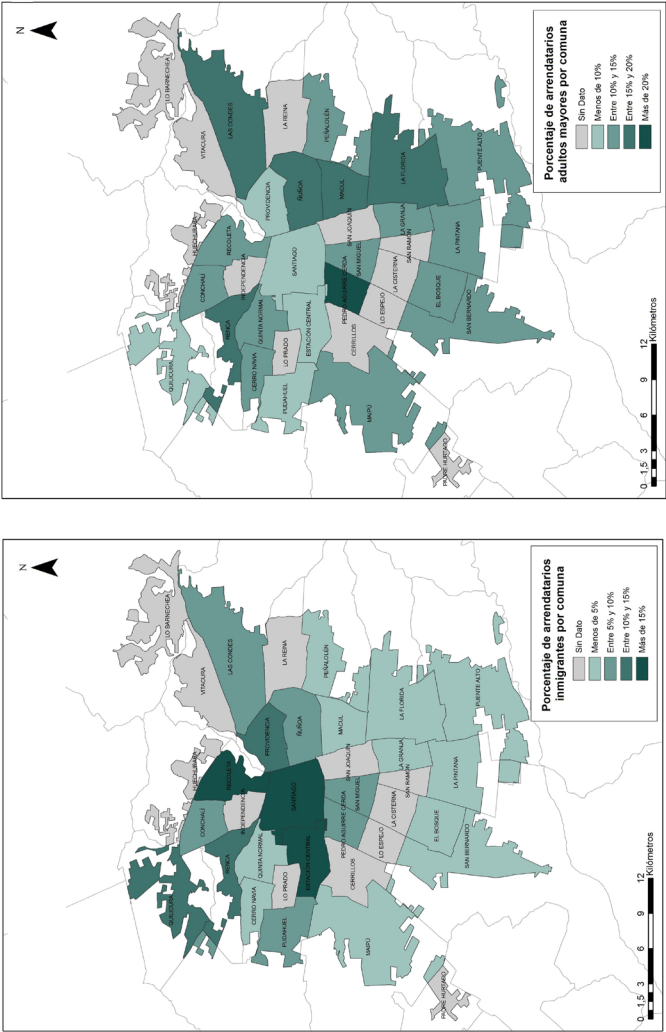 N
LO BARNECHEA
VITACURA
LAS CONDES
HUECHURABA
LA REINA
QUILICURA
CONCHALÍ
RECOLETA
PROVIDENCIA
PEÑALOLÉN
RENCA
INDEPENDENCIA
ÑUÑOA
CERRO NAVIA
QUINTA NORMAL
SANTIAGO
MACUL
LO PRADO
PUDAHUEL
ESTACIÓN CENTRAL
SAN JOAQUÍN
LA FLORIDA
PEDRO AGUIRRE CERDA
SAN MIGUEL
LA GRANJA
CERRILLOS
LO ESPEJO
LA CISTERNA
SAN RAMÓN
PUENTE ALTO
MAIPÚ
EL BOSQUE
LA PINTANA
SAN BERNARDO
PADRE HURTADO
Porcentaje de arrendatarios
inmigrantes por comuna
Sin Dato
Menos de 5%
Entre 5% y 10%
Entre 10% y 15%
Más de 15%
0 1,5 3 6 9 12
Kilómetros
N
LO BARNECHEA
VITACURA
LAS CONDES
HUECHURABA
LA REINA
QUILICURA
CONCHALÍ
RECOLETA
PROVIDENCIA
PEÑALOLÉN
RENCA
INDEPENDENCIA
ÑUÑOA
CERRO NAVIA
QUINTA NORMAL
SANTIAGO
MACUL
LO PRADO
PUDAHUEL
ESTACIÓN CENTRAL
SAN JOAQUÍN
LA FLORIDA
PEDRO AGUIRRE CERDA
SAN MIGUEL
LA GRANJA
CERRILLOS
LO ESPEJO
LA CISTERNA
SAN RAMÓN
PUENTE ALTO
MAIPÚ
EL BOSQUE
LA PINTANA
SAN BERNARDO
PADRE HURTADO
Porcentaje de arrendatarios
adultos mayores por comuna
Sin Dato
Menos de 10%
Entre 10% y 15%
Entre 15% y 20%
Más de 20%
0 1,5 3 6 9 12
Kilómetros